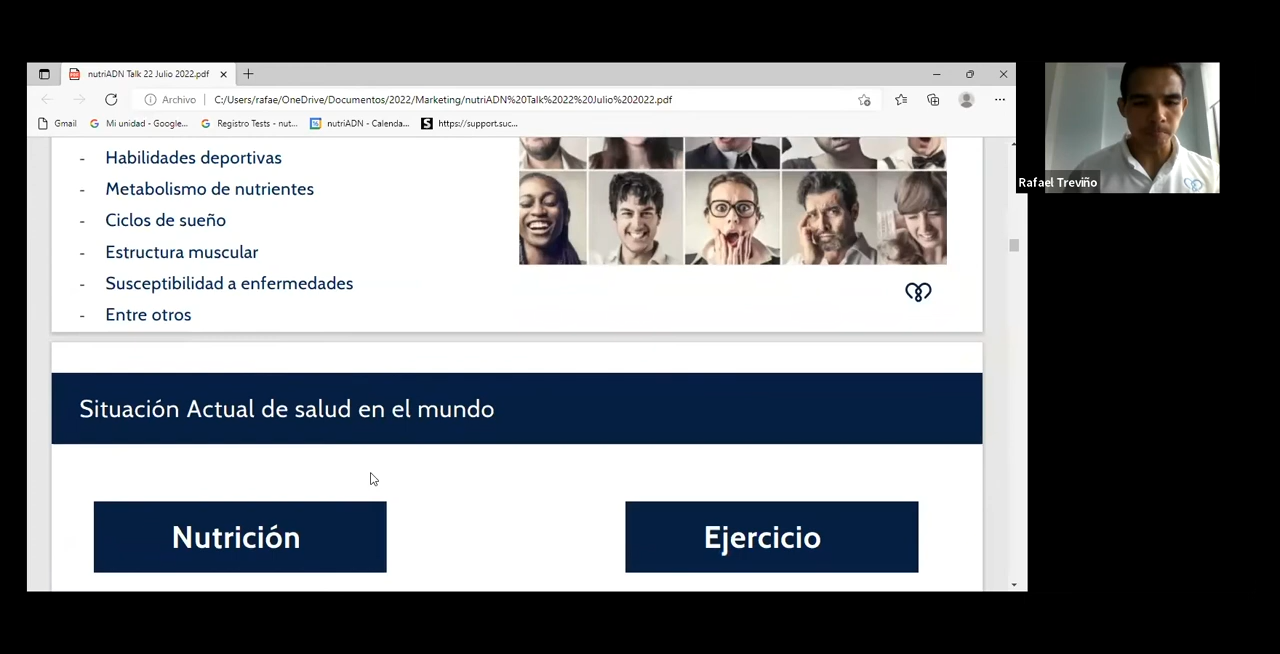 nutriADN Talk 22 Julio 2022.pdf
Archivo
C:/Users/rafae/OneDrive/Documentos/2022/Marketing/nutriADN%20Talk%2022%20Julio%202022.pdf
Gmail
Mi unidad - Google...
Registro Tests - nut...
nutriADN - Calenda...
https://support.suc...
- Habilidades deportivas
- Metabolismo de nutrientes
- Ciclos de sueño
- Estructura muscular
- Susceptibilidad a enfermedades
- Entre otros
Situación Actual de salud en el mundo
Nutrición
Ejercicio
Rafael Treviño